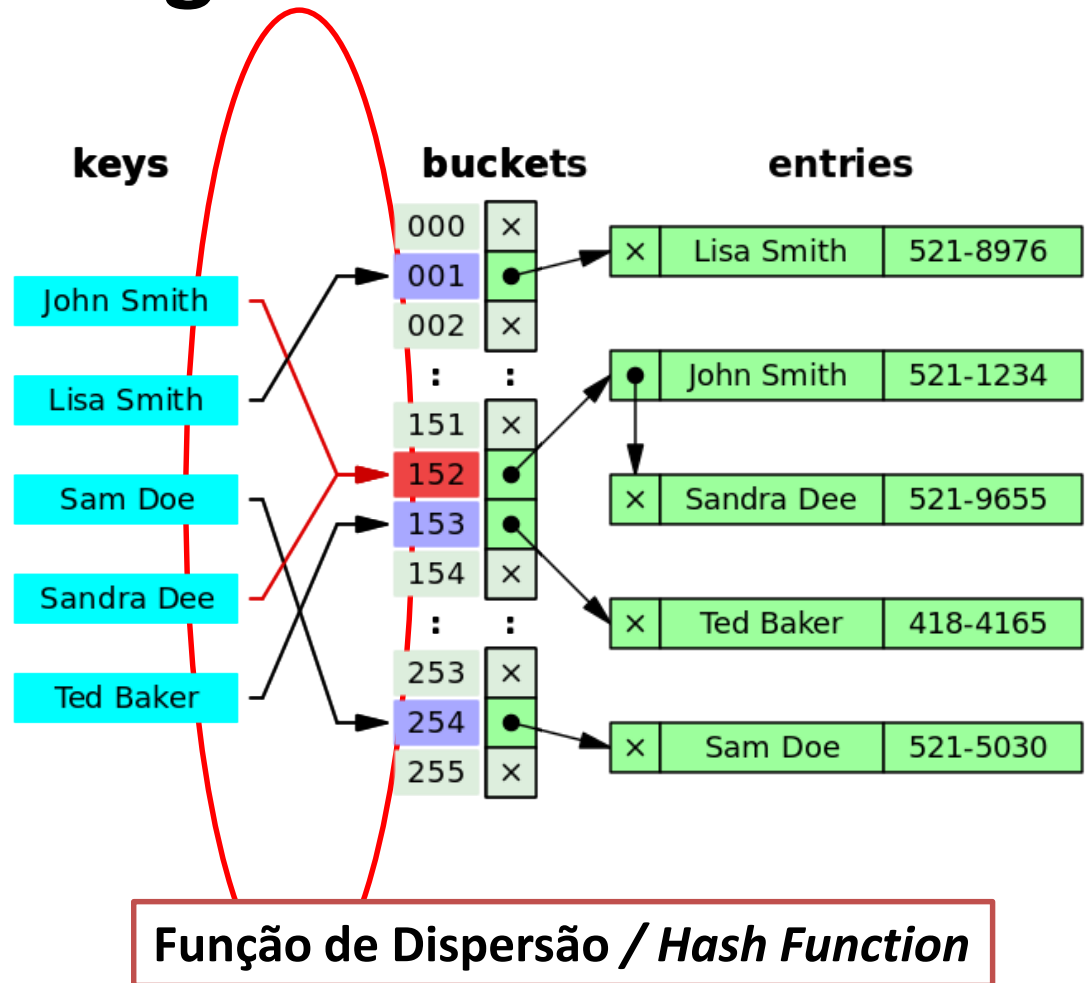 g
keys buckets entries
000 ×
× Lisa Smith 521-8976
001
John Smith
002 ×
: :
× John Smith 521-1234
Lisa Smith
151 ×
152
Sam Doe
× Sandra Dee 521-9655
153
154 ×
Sandra Dee
: :
× Ted Baker 418-4165
253 ×
Ted Baker
254
× Sam Doe 521-5030
255 ×
Função de Dispersão / Hash Function